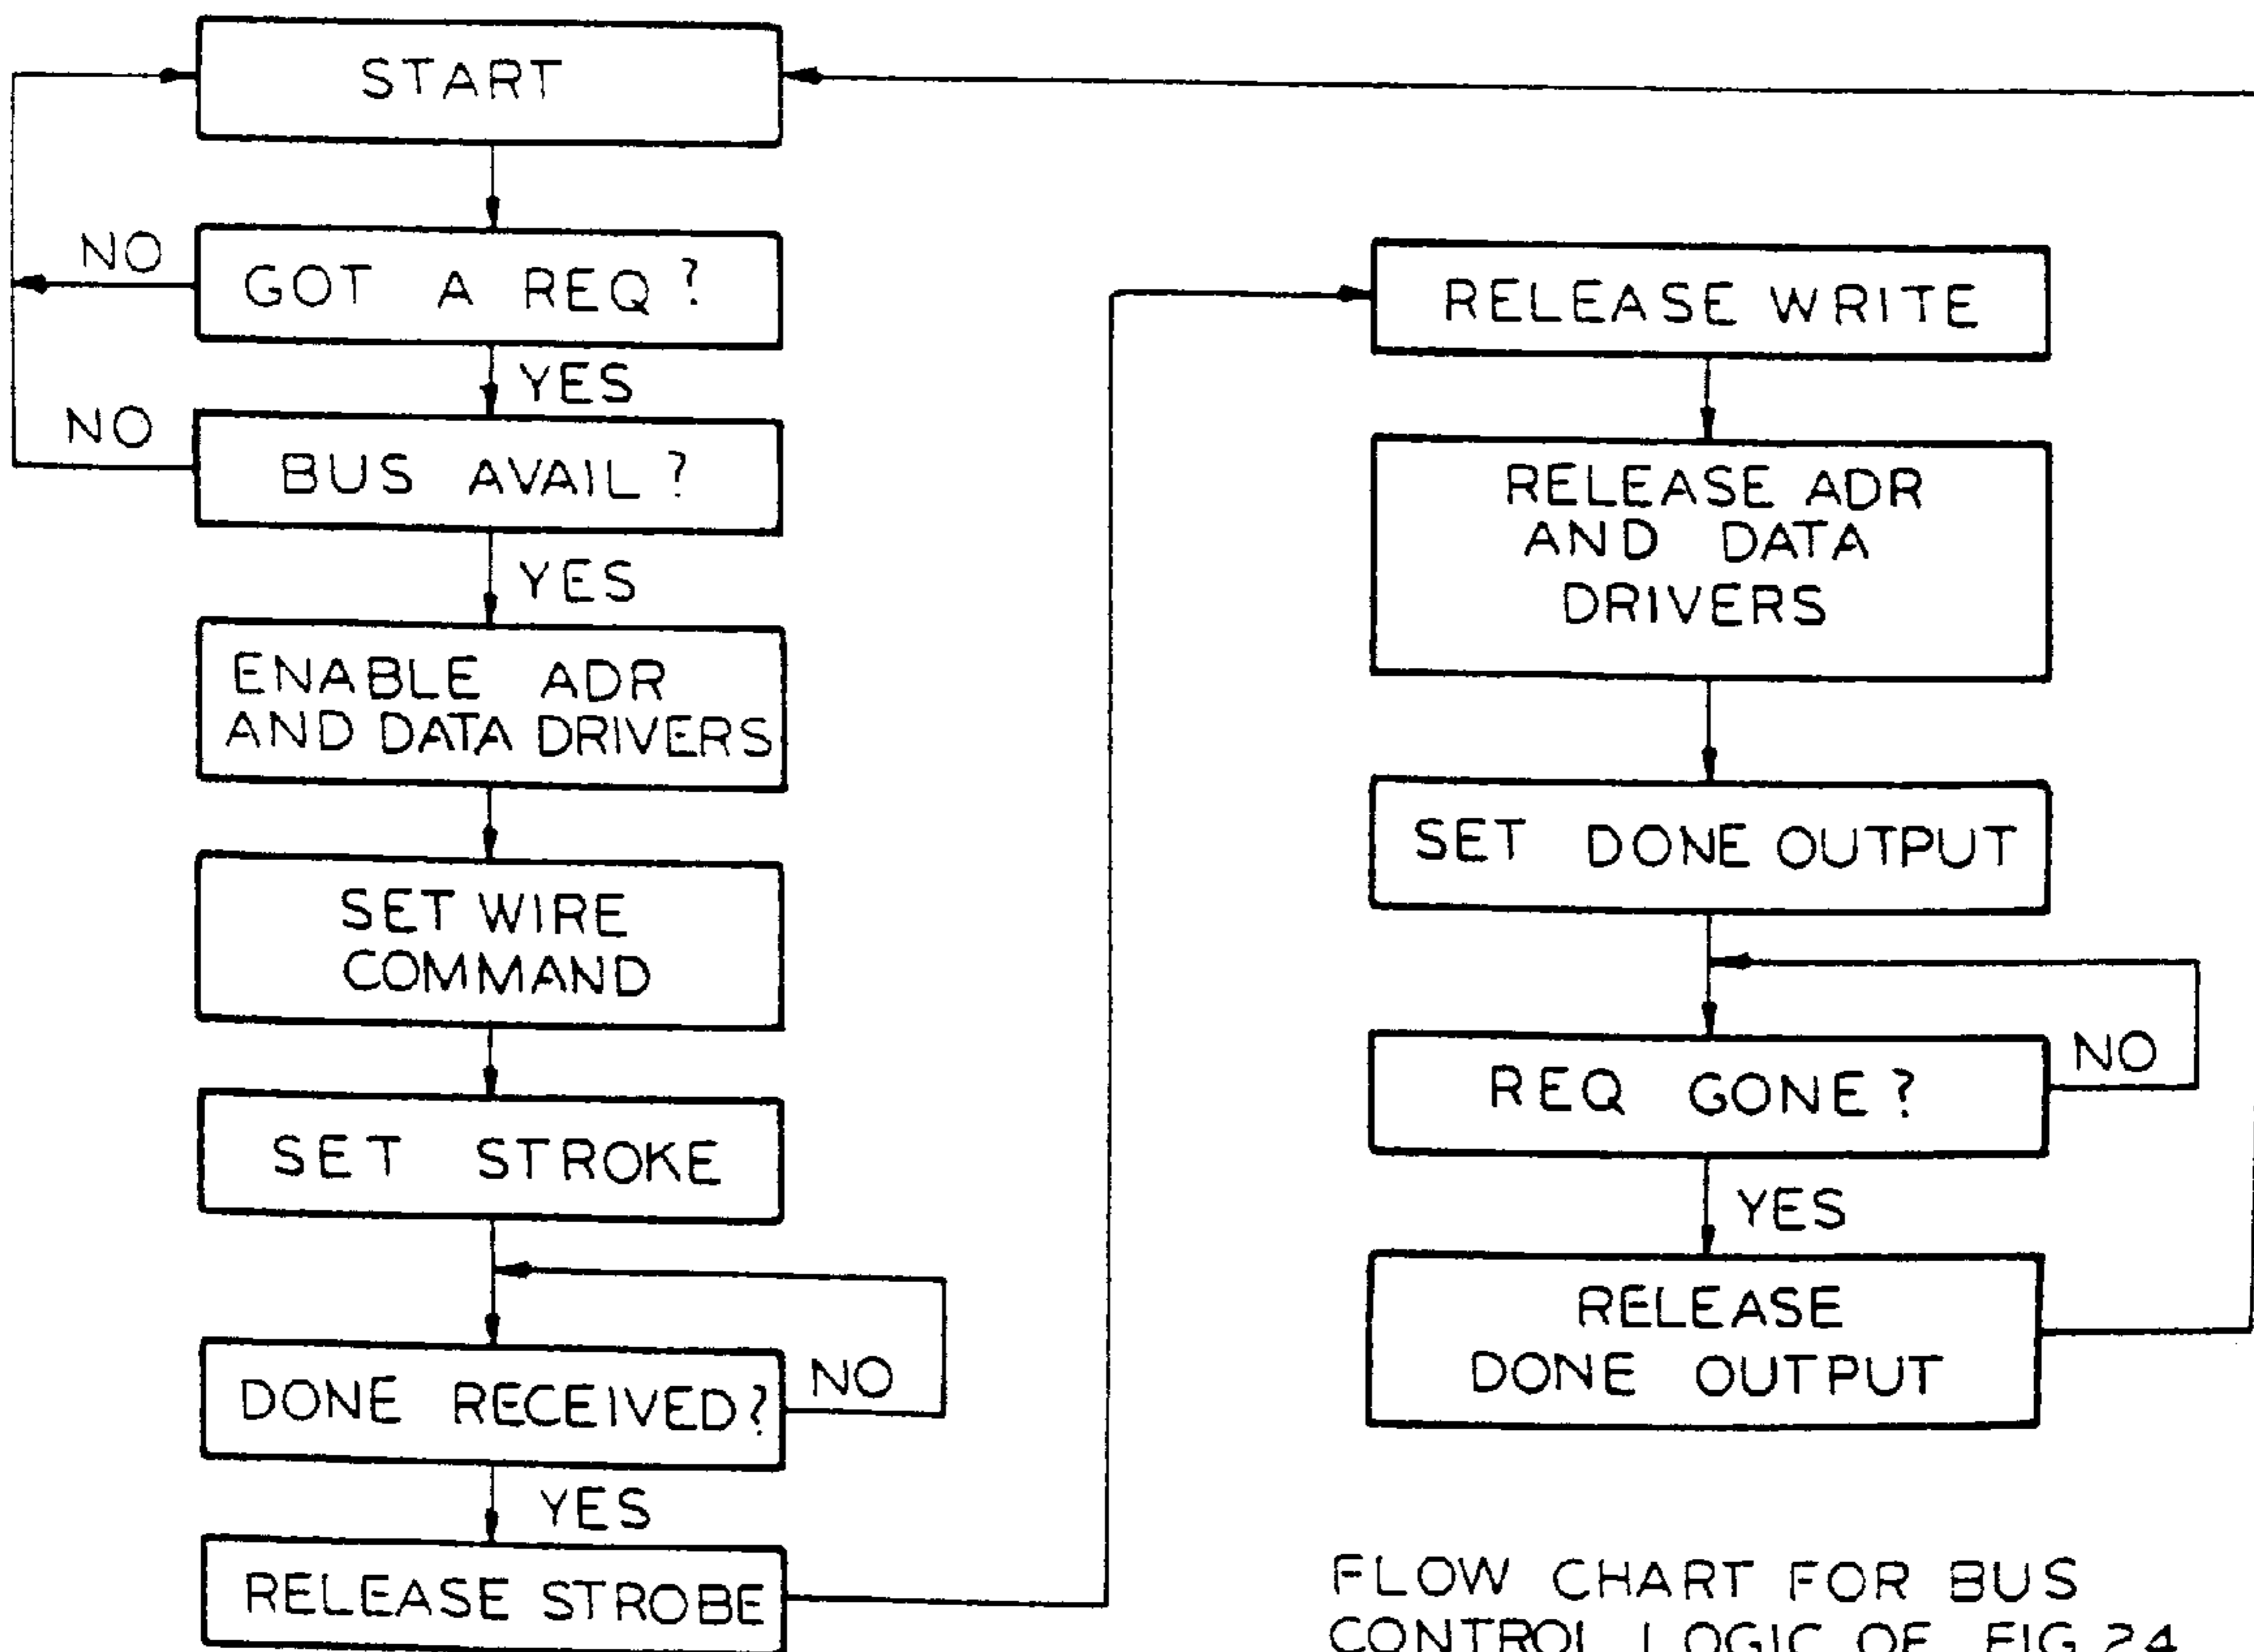 START
NO
GOT A REQ ?
YES
NO
BUS AVAIL ?
YES
ENABLE ADR
AND DATA DRIVERS
SET WIRE
COMMAND
SET STROKE
DONE RECEIVED?
NO
YES
RELEASE STROBE
RELEASE WRITE
RELEASE ADR
AND DATA
DRIVERS
SET DONE OUTPUT
REQ GONE ?
NO
YES
RELEASE
DONE OUTPUT
FLOW CHART FOR BUS
CONTROL LOGIC OF FIG.24